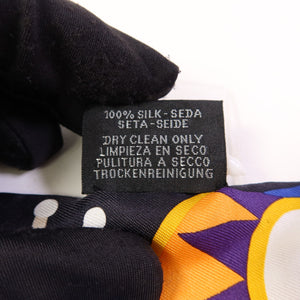 100% SILK-SEDA
SETA-SEIDE
DRY CLEAN ONLY
LIMPIEZA EN SECO
PULITURA A SECCO
TROCKENREINIGUNG